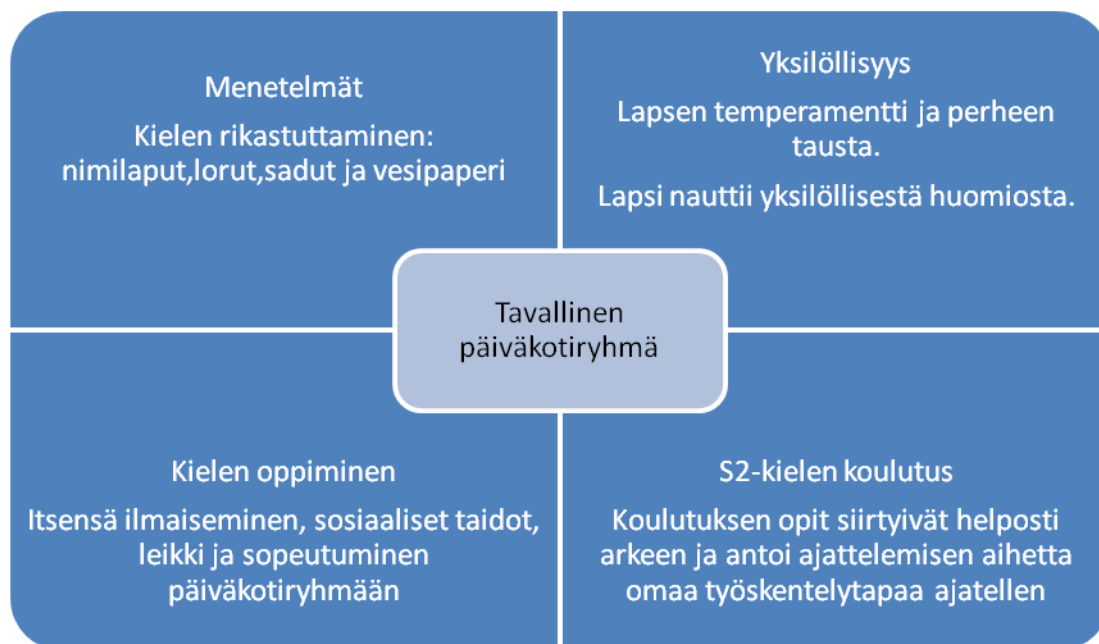 Menetelmät
Kielen rikastuttaminen:
nimilaput,lorut,sadut ja vesipaperi
Yksilöllisyys
Lapsen temperamentti ja perheen
tausta.
Lapsi nauttii yksilöllisestä huomiosta.
Tavallinen
päiväkotiryhmä
Kielen oppiminen
Itsensä ilmaiseminen, sosiaaliset taidot,
leikki ja sopeutuminen
päiväkotiryhmään
S2-kielen koulutus
Koulutuksen opit siirtyivät helposti
arkeen ja antoi ajattelemisen aihetta
omaa työskentelytapaa ajatellen